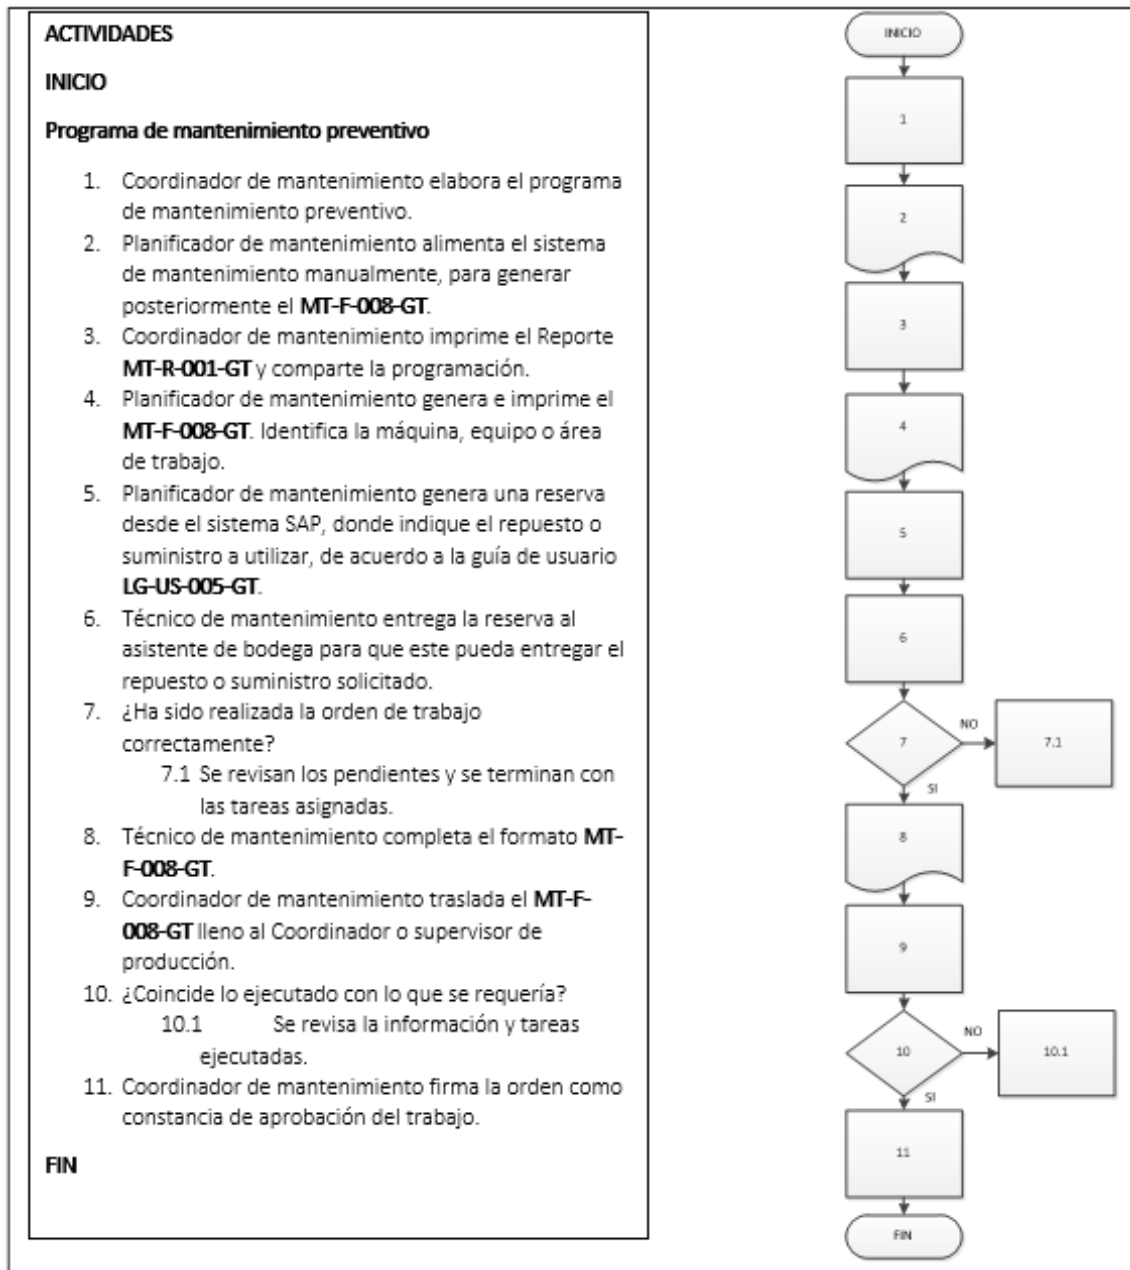 ACTIVIDADES
INICIO
Programa de mantenimiento preventivo
1. Coordinador de mantenimiento elabora el programa
de mantenimiento preventivo.
2. Planificador de mantenimiento alimenta el sistema
de mantenimiento manualmente, para generar
posteriormente el MT-F-008-GT.
3. Coordinador de mantenimiento imprime el Reporte
MT-R-001-GT y comparte la programación.
4. Planificador de mantenimiento genera e imprime el
MT-F-008-GT. Identifica la máquina, equipo o área
de trabajo.
5. Planificador de mantenimiento genera una reserva
desde el sistema SAP, donde indique el repuesto o
suministro a utilizar, de acuerdo a la guía de usuario
LG-US-005-GT.
6. Técnico de mantenimiento entrega la reserva al
asistente de bodega para que este pueda entregar el
repuesto o suministro solicitado.
7. ¿Ha sido realizada la orden de trabajo
correctamente?
7.1 Se revisan los pendientes y se terminan con
las tareas asignadas.
8. Técnico de mantenimiento completa el formato MT-
F-008-GT.
9. Coordinador de mantenimiento traslada el MT-F-
008-GT lleno al Coordinador o supervisor de
producción.
10. ¿Coincide lo ejecutado con lo que se requería?
10.1 Se revisa la información y tareas
ejecutadas.
11. Coordinador de mantenimiento firma la orden como
constancia de aprobación del trabajo.
FIN
INICIO
1
2
3
4
5
6
7
NO
7.1
SI
8
9
10
NO
10.1
SI
11
FIN